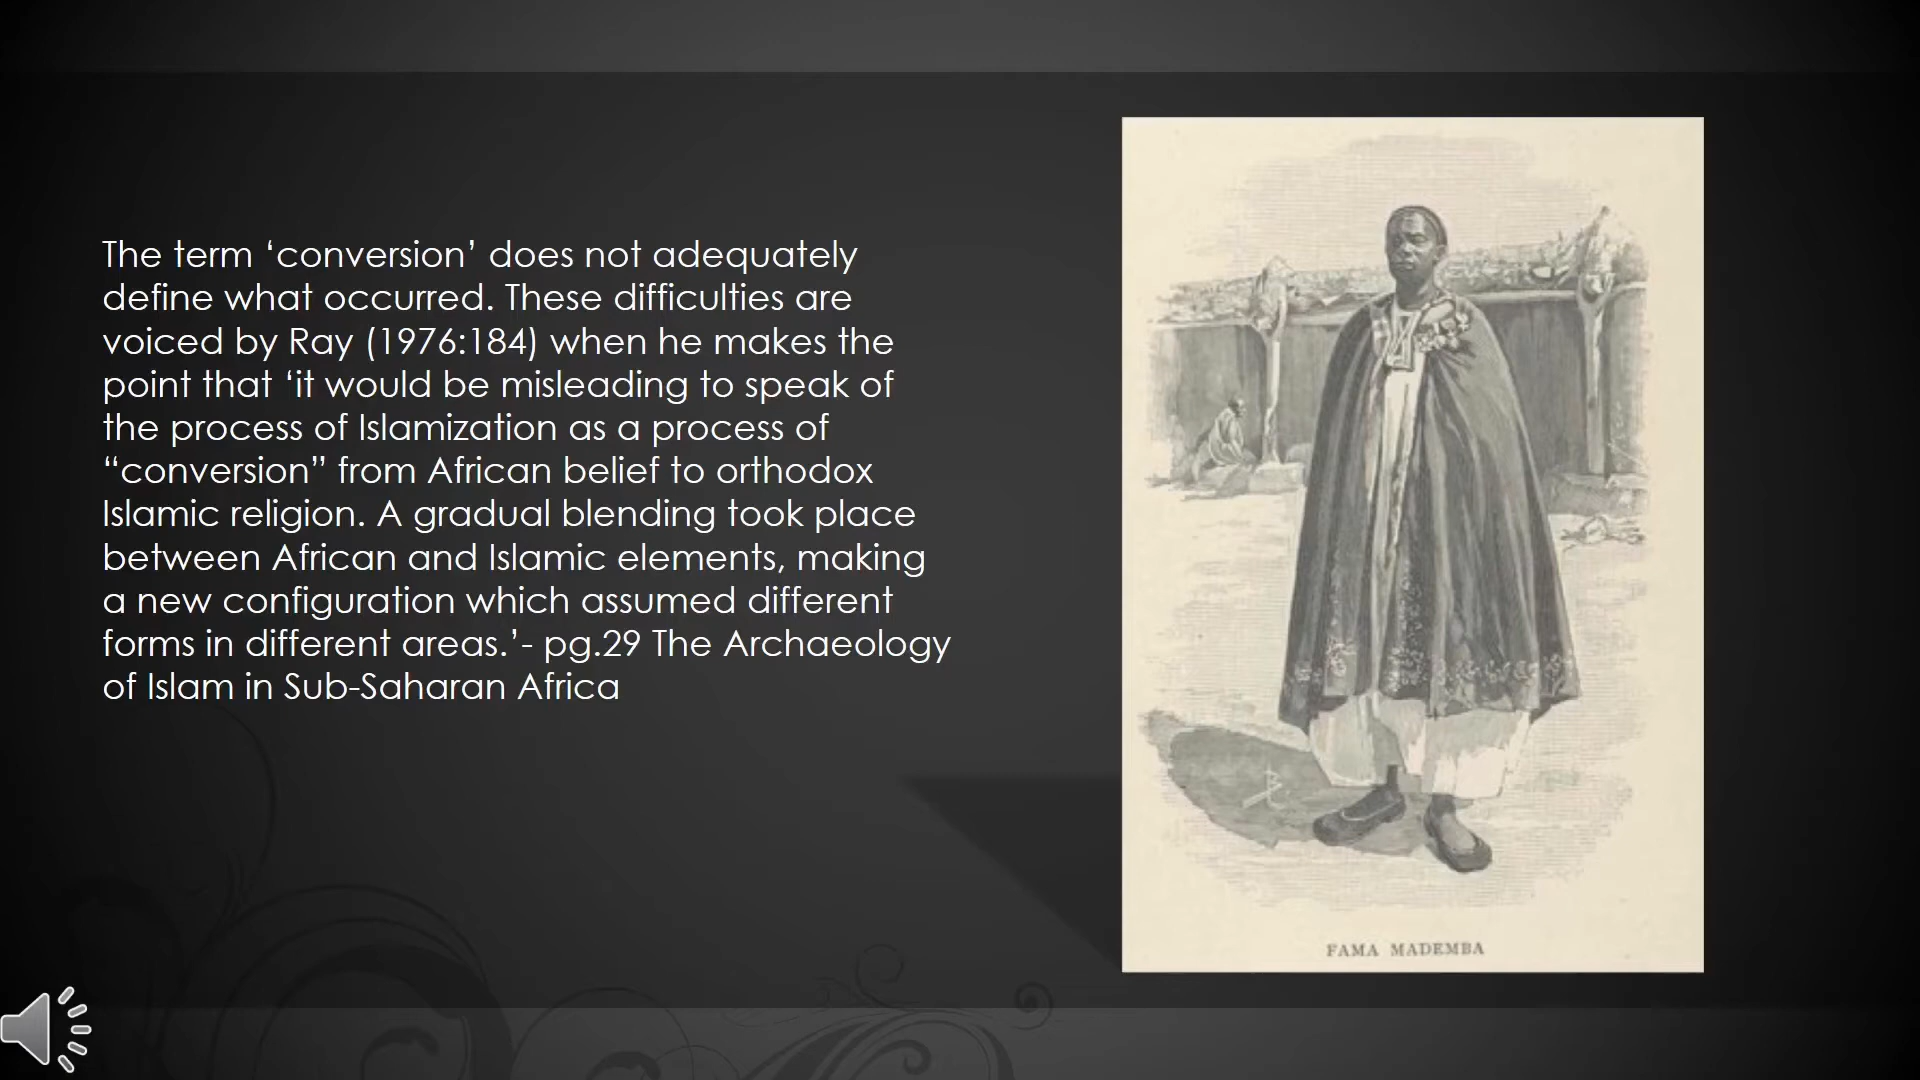 The term ‘conversion’ does not adequately
define what occurred. These difficulties are
voiced by Ray (1976:184) when he makes the
point that ‘it would be misleading to speak of
the process of Islamization as a process of
“conversion” from African belief to orthodox
Islamic religion. A gradual blending took place
between African and Islamic elements, making
a new configuration which assumed different
forms in different areas.’- pg.29 The Archaeology
of Islam in Sub-Saharan Africa
FAMA MADEMBA